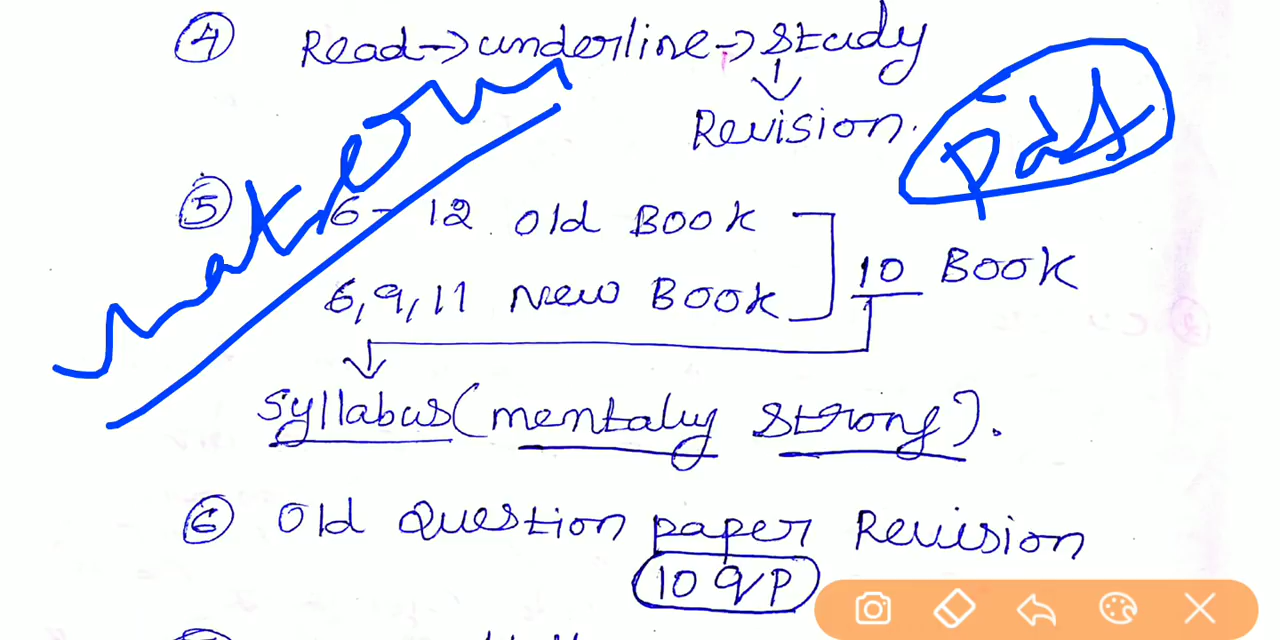 ④ Read→underline→study
↓
Revision.
pdf
⑤ 6 - 12 old Book
6,9,11 New Book
10 Book
syllabus(mentaly strong).
⑥ old Question paper Revision
10 q/P